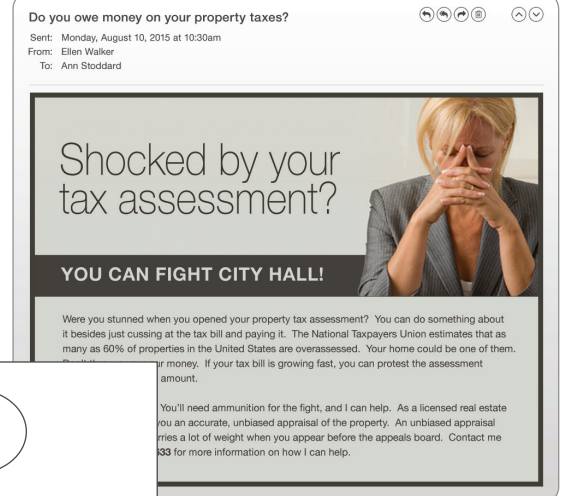 Do you owe money on your property taxes?
Sent: Monday, August 10, 2015 at 10:30am
From: Ellen Walker
To: Ann Stoddard
Shocked by your
tax assessment?
YOU CAN FIGHT CITY HALL!
Were you stunned when you opened your property tax assessment? You can do something about
it besides just cussing at the tax bill and paying it. The National Taxpayers Union estimates that as
many as 60% of properties in the United States are overassessed. Your home could be one of them.
money. If your tax bill is growing fast, you can protest the assessment
amount.
You'll need ammunition for the fight, and I can help. As a licensed real estate
you an accurate, unbiased appraisal of the property. An unbiased appraisal
a lot of weight when you appear before the appeals board. Contact me
633 for more information on how I can help.